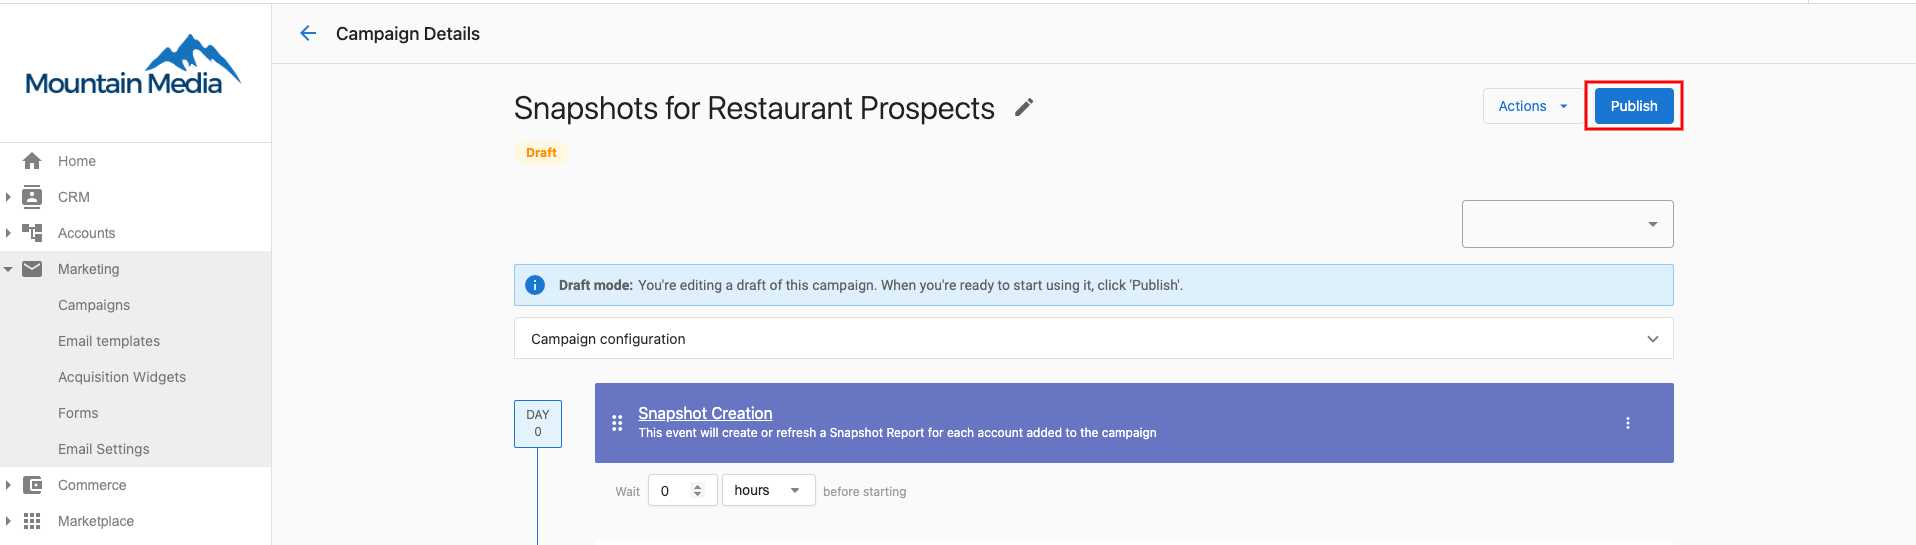 Campaign Details
Mountain Media
Snapshots for Restaurant Prospects
Actions
Publish
Draft
Home
CRM
Accounts
Marketing
Campaigns
Email templates
Acquisition Widgets
Forms
Email Settings
Commerce
Marketplace
Draft mode: You're editing a draft of this campaign. When you're ready to start using it, click 'Publish'.
Campaign configuration
DAY
0
Snapshot Creation
This event will create or refresh a Snapshot Report for each account added to the campaign
Wait 0 hours before starting